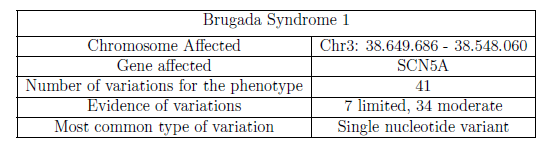 Brugada Syndrome 1
Chromosome Affected Chr3: 38.649.686 - 38.548.060
Gene affected SCN5A
Number of variations for the phenotype 41
Evidence of variations 7 limited, 34 moderate
Most common type of variation Single nucleotide variant